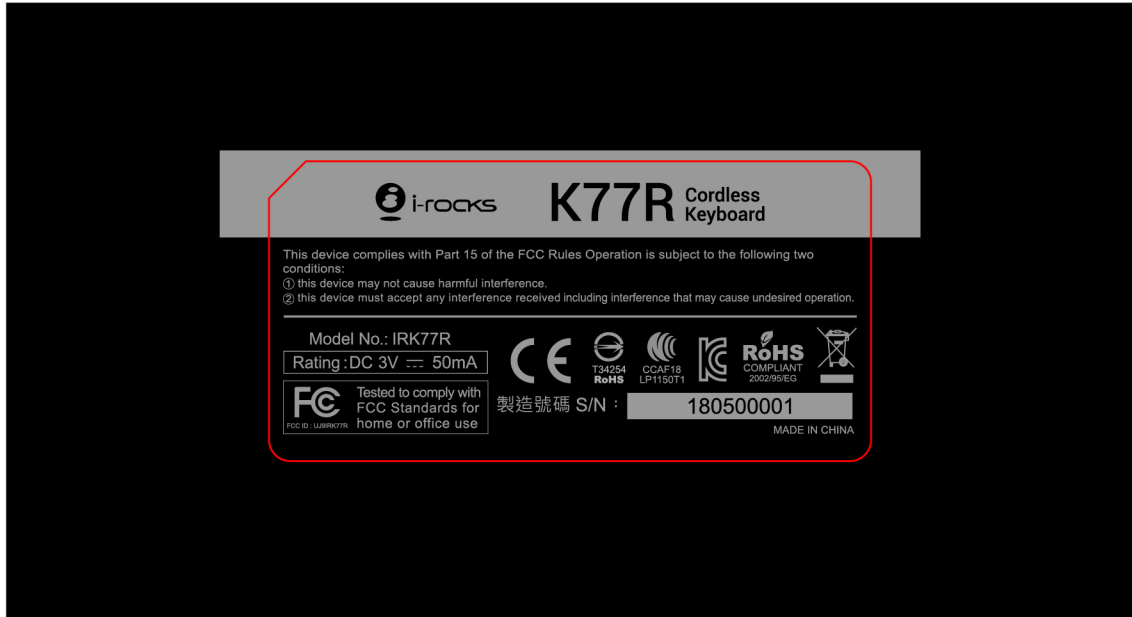 i-rocks K77R Cordless
Keyboard
This device complies with Part 15 of the FCC Rules Operation is subject to the following two
conditions:
① this device may not cause harmful interference.
② this device must accept any interference received including interference that may cause undesired operation.
Model No.: IRK77R
Rating : DC 3V ⎓ 50mA
FC
FCC ID : UJ9IRK77R
Tested to comply with
FCC Standards for
home or office use
CE
T34254
RoHS
CCAF18
LP1150T1
RoHS
COMPLIANT
2002/95/EG
製造號碼 S/N : 180500001
MADE IN CHINA